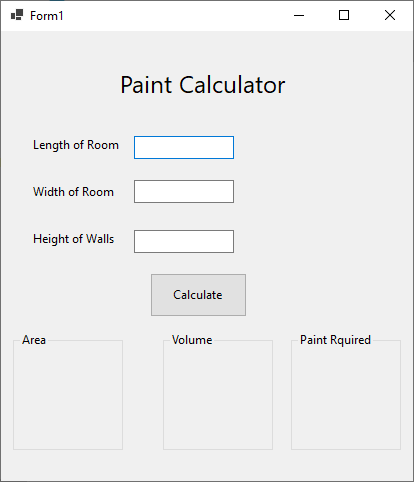 Form1
Paint Calculator
Length of Room
Width of Room
Height of Walls
Calculate
Area
Volume
Paint Rquired